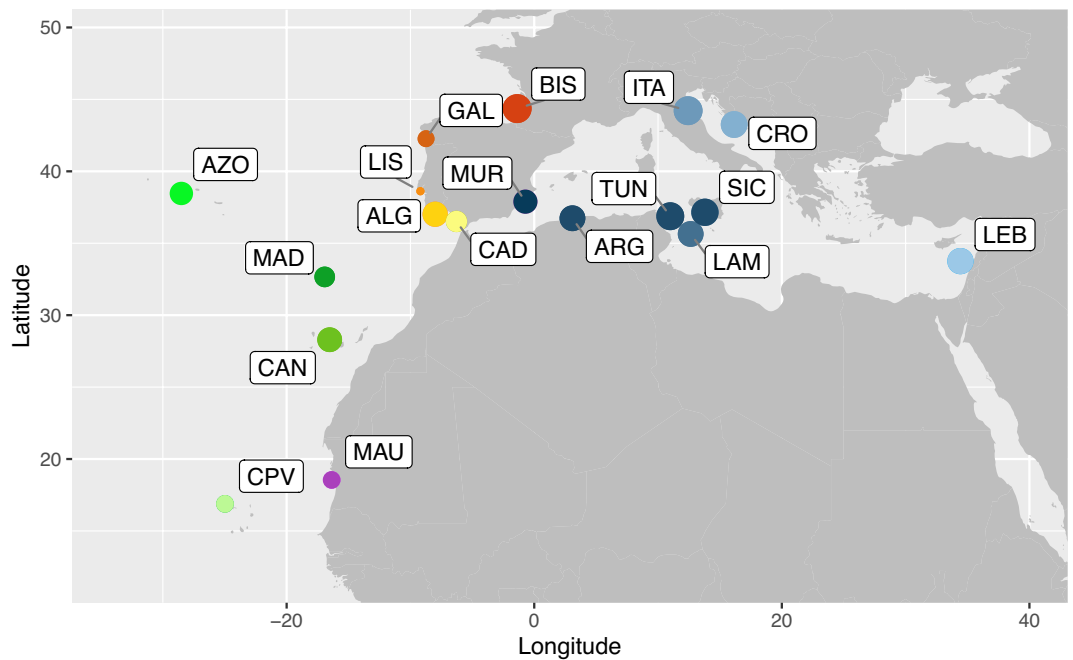 50
40
30
20
Latitude
BIS
ITA
GAL
CRO
AZO
LIS
MUR
TUN
SIC
ALG
CAD
ARG
LAM
LEB
MAD
CAN
MAU
CPV
−20
0
20
40
Longitude